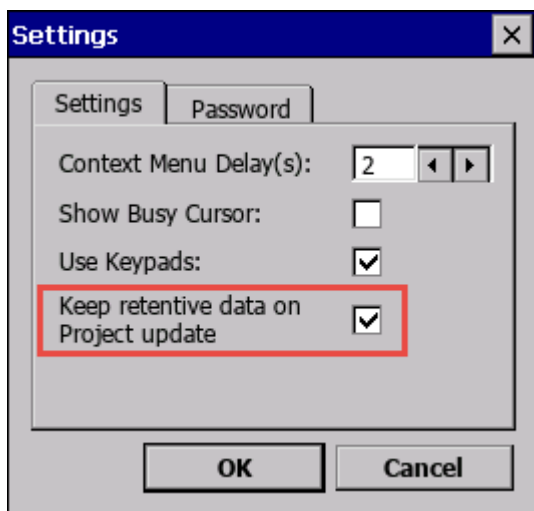 Settings
Settings Password
Context Menu Delay(s): 2
Show Busy Cursor:
Use Keypads:
Keep retentive data on
Project update
OK Cancel